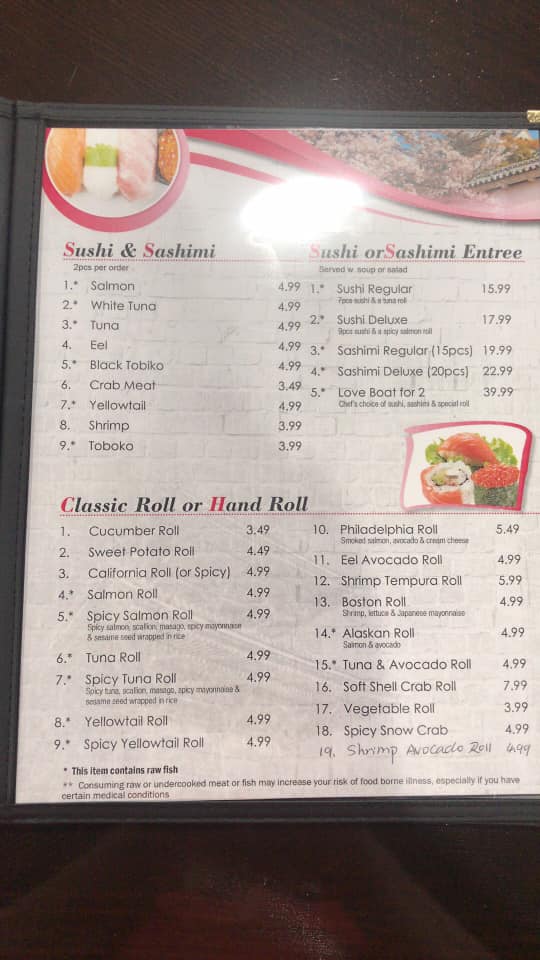 Sushi & Sashimi
2pcs per order
1.* Salmon 4.99
2.* White Tuna 4.99
3.* Tuna 4.99
4. Eel 4.99
5.* Black Tobiko 4.99
6. Crab Meat 3.49
7.* Yellowtail 4.99
8. Shrimp 3.99
9.* Toboko 3.99
Sushi orSashimi Entree
Served w. soup or salad
1.* Sushi Regular 15.99
7pcs sushi & a tuna roll
2.* Sushi Deluxe 17.99
9pcs sushi & a spicy salmon roll
3.* Sashimi Regular (15pcs) 19.99
4.* Sashimi Deluxe (20pcs) 22.99
5.* Love Boat for 2 39.99
Chef's choice of sushi, sashimi & special roll
Classic Roll or Hand Roll
1. Cucumber Roll 3.49
2. Sweet Potato Roll 4.49
3. California Roll (or Spicy) 4.99
4.* Salmon Roll 4.99
5.* Spicy Salmon Roll 4.99
Spicy salmon, scallion, masago, spicy mayonnaise
& sesame seed wrapped in rice
6.* Tuna Roll 4.99
7.* Spicy Tuna Roll 4.99
Spicy tuna, scallion, masago, spicy mayonnaise &
sesame seed wrapped in rice
8.* Yellowtail Roll 4.99
9.* Spicy Yellowtail Roll 4.99
10. Philadelphia Roll 5.49
Smoked salmon, avocado & cream cheese
11. Eel Avocado Roll 4.99
12. Shrimp Tempura Roll 5.99
13. Boston Roll 4.99
Shrimp, lettuce & Japanese mayonnaise
14.* Alaskan Roll 4.99
Salmon & avocado
15.* Tuna & Avocado Roll 4.99
16. Soft Shell Crab Roll 7.99
17. Vegetable Roll 3.99
18. Spicy Snow Crab 4.99
19. Shrimp Avocado Roll 4.99
* This item contains raw fish
** Consuming raw or undercooked meat or fish may increase your risk of food borne illness, especially if you have
certain medical conditions